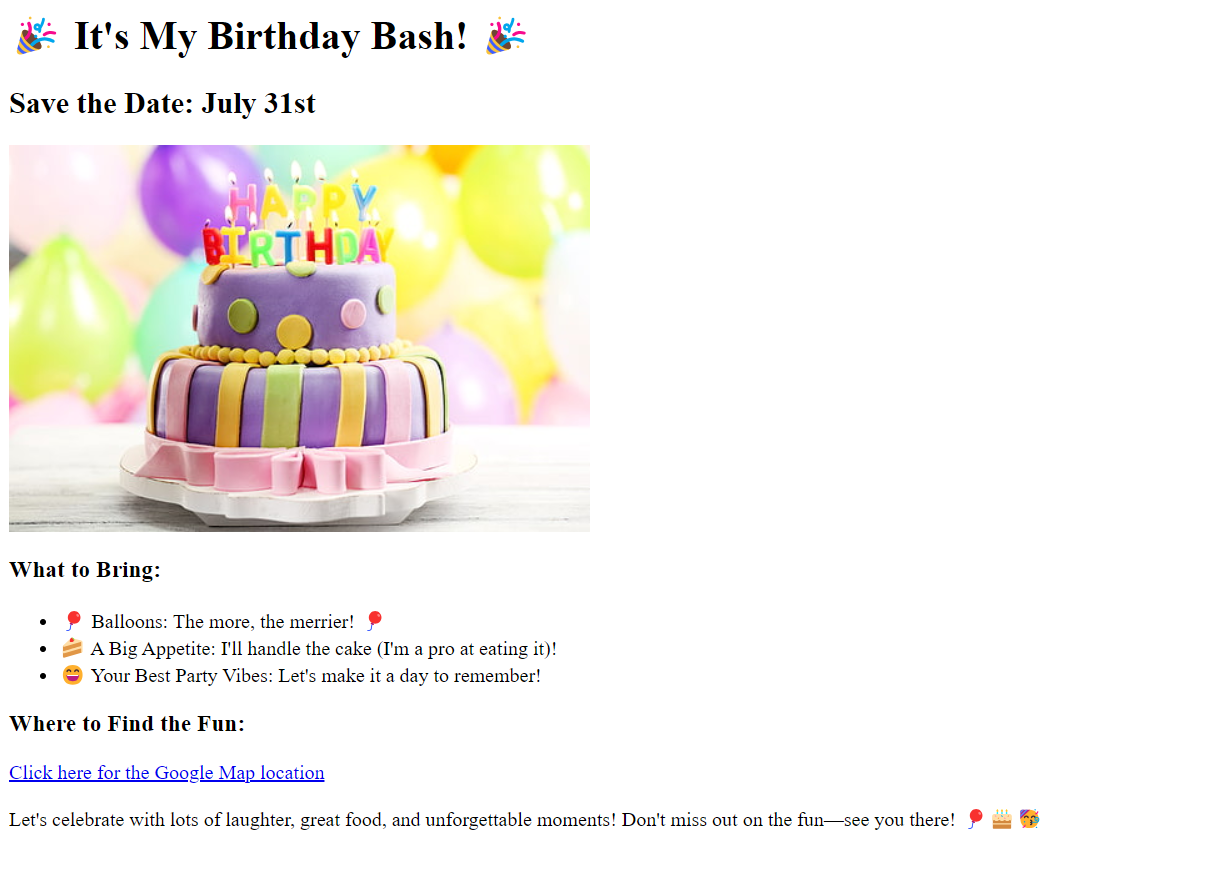 🎉 It's My Birthday Bash! 🎉
Save the Date: July 31st
HAPPY
BIRTHDAY
What to Bring:
• 🎈 Balloons: The more, the merrier! 🎈
• 🍰 A Big Appetite: I'll handle the cake (I'm a pro at eating it)!
• 😄 Your Best Party Vibes: Let's make it a day to remember!
Where to Find the Fun:
Click here for the Google Map location
Let's celebrate with lots of laughter, great food, and unforgettable moments! Don't miss out on the fun—see you there! 🎈 🎂 🥳